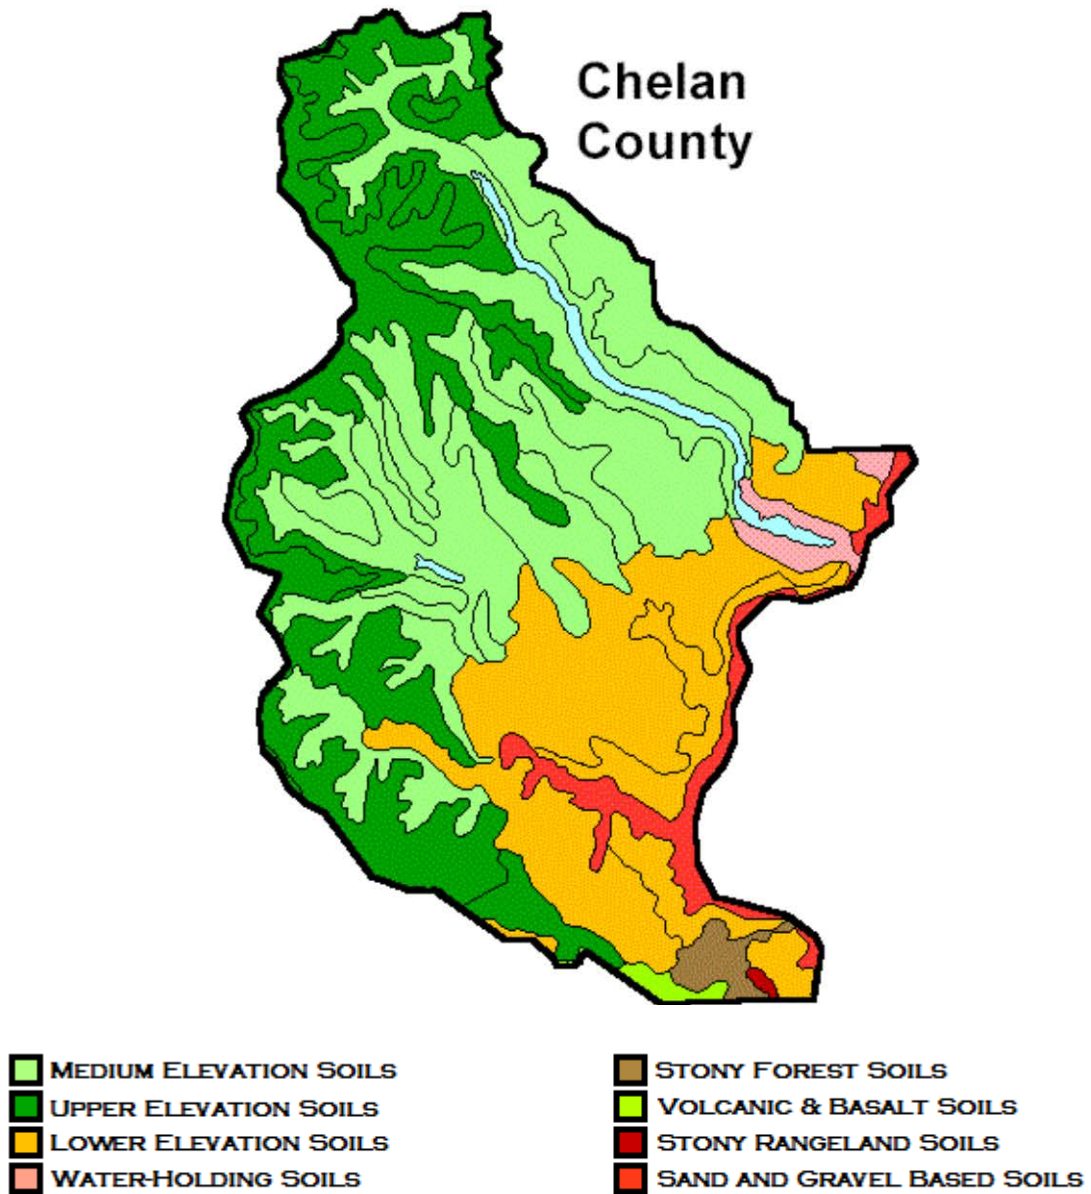 Chelan
County
Medium Elevation Soils
Upper Elevation Soils
Lower Elevation Soils
Water-Holding Soils
Stony Forest Soils
Volcanic & Basalt Soils
Stony Rangeland Soils
Sand and Gravel Based Soils